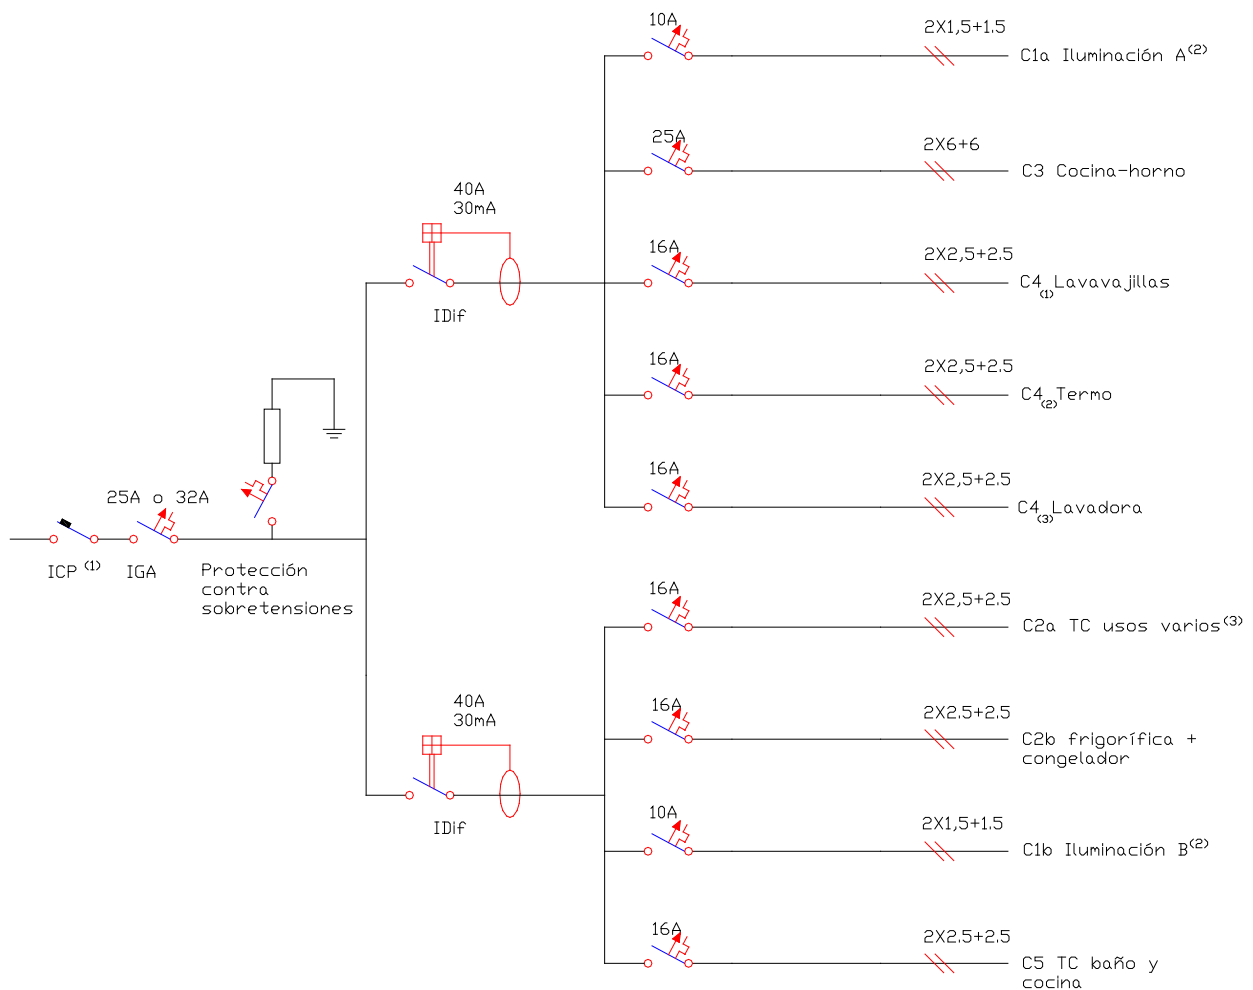 10A
2X1,5+1.5
C1a Iluminación A(2)
25A
2X6+6
C3 Cocina-horno
40A
30mA
IDif
16A
2X2,5+2.5
C4(1) Lavavajillas
16A
2X2,5+2.5
C4(2) Termo
16A
2X2,5+2.5
C4(3) Lavadora
25A o 32A
ICP (1)
IGA
Protección
contra
sobretensiones
16A
2X2,5+2.5
C2a TC usos varios(3)
40A
30mA
IDif
16A
2X2.5+2.5
C2b frigorífica +
congelador
10A
2X1,5+1.5
C1b Iluminación B(2)
16A
2X2.5+2.5
C5 TC baño y
cocina